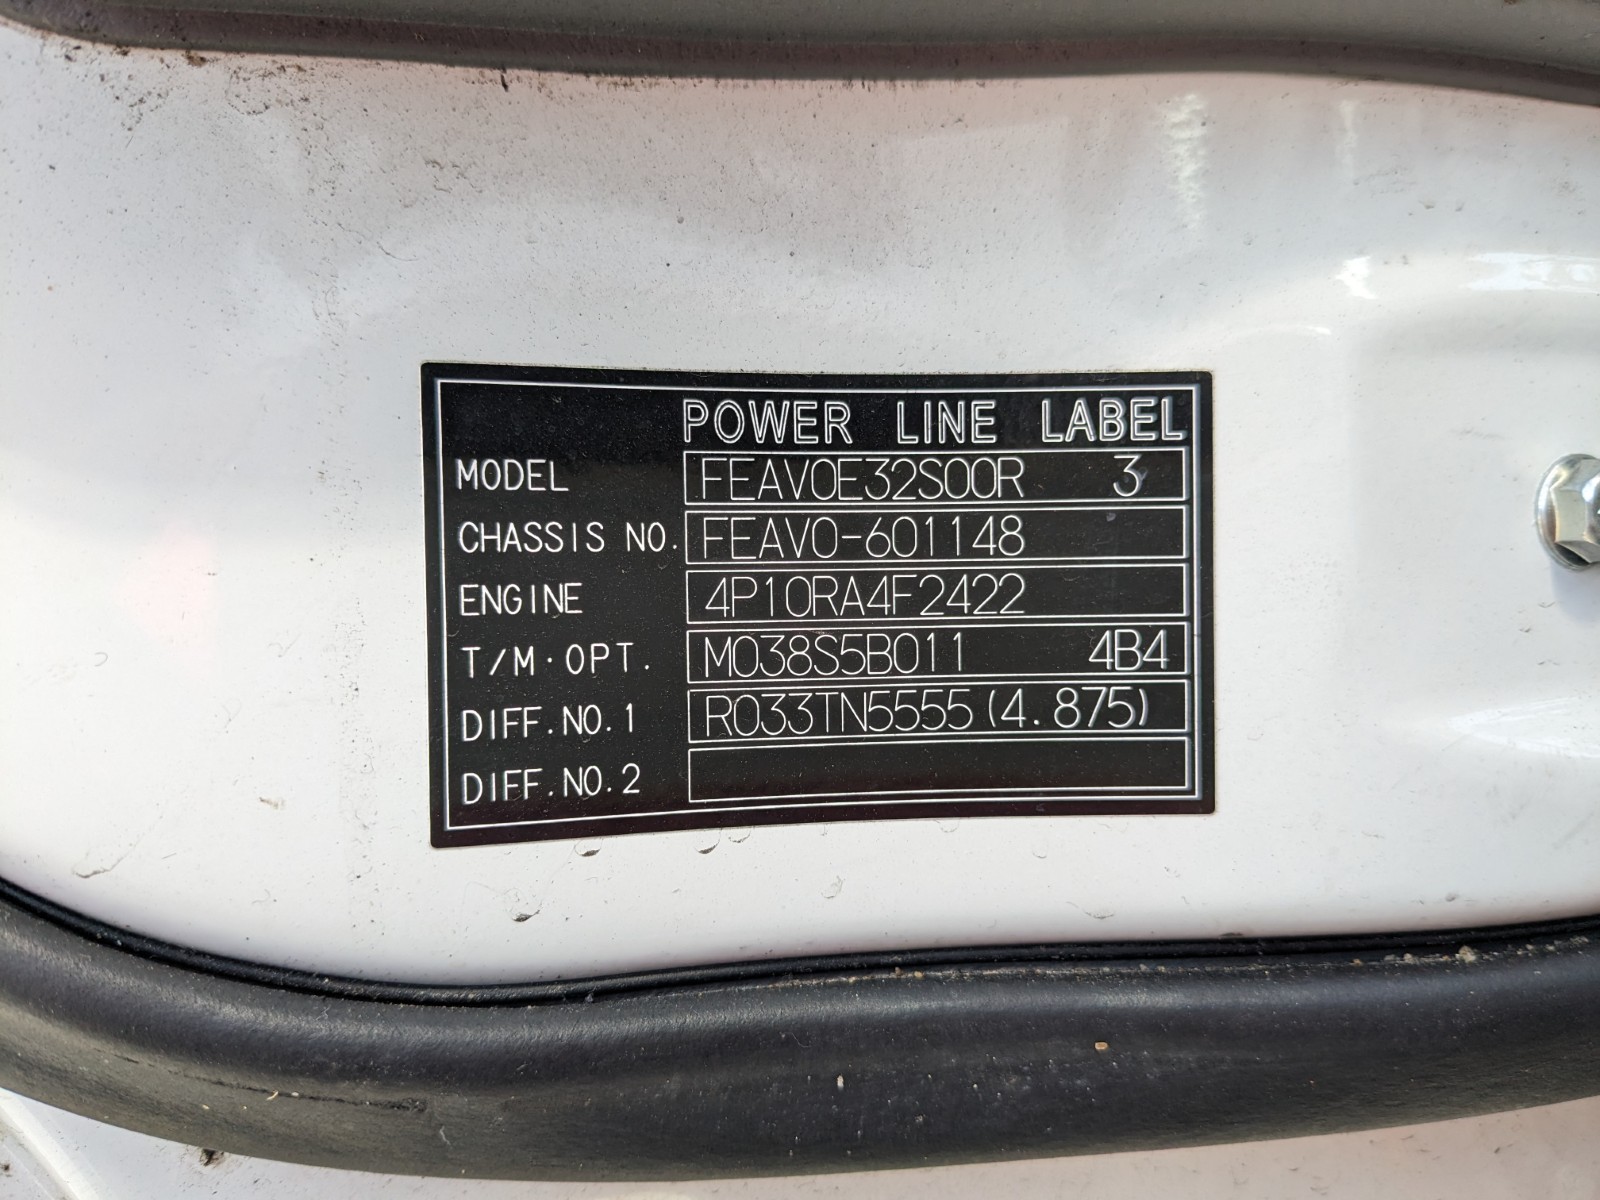 POWER LINE LABEL
MODEL FEAV0E32S00R 3
CHASSIS NO. FEAV0-601148
ENGINE 4P10RA4F2422
T/M·OPT. M038S5B011 4B4
DIFF.NO.1 R033TN5555(4.875)
DIFF.NO.2